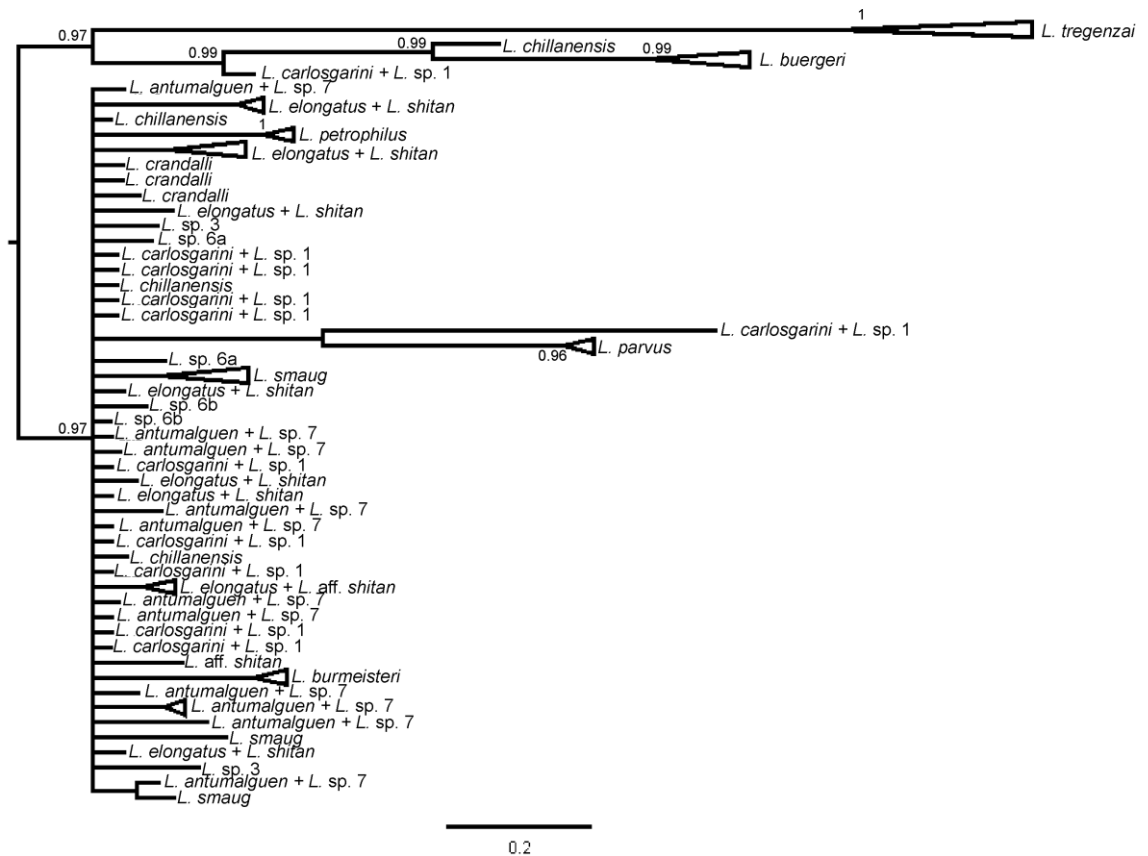 1
L. tregenzai
0.97
0.99
L. chillanensis
0.99
0.99
L. buergeri
L. carlosgarini + L. sp. 1
L. antumalguen + L. sp. 7
L. elongatus + L. shitan
L. chillanensis
1
L. petrophilus
L. elongatus + L. shitan
L. crandalli
L. crandalli
L. crandalli
L. elongatus + L. shitan
L. sp. 3
L. sp. 6a
L. carlosgarini + L. sp. 1
L. carlosgarini + L. sp. 1
L. chillanensis
L. carlosgarini + L. sp. 1
L. carlosgarini + L. sp. 1
L. carlosgarini + L. sp. 1
0.96
L. parvus
L. sp. 6a
L. smaug
L. elongatus + L. shitan
L. sp. 6b
L. sp. 6b
0.97
L. antumalguen + L. sp. 7
L. antumalguen + L. sp. 7
L. carlosgarini + L. sp. 1
L. elongatus + L. shitan
L. elongatus + L. shitan
L. antumalguen + L. sp. 7
L. antumalguen + L. sp. 7
L. carlosgarini + L. sp. 1
L. chillanensis
L. carlosgarini + L. sp. 1
L. elongatus + L. aff. shitan
L. antumalguen + L. sp. 7
L. antumalguen + L. sp. 7
L. carlosgarini + L. sp. 1
L. carlosgarini + L. sp. 1
L. aff. shitan
L. burmeisteri
L. antumalguen + L. sp. 7
L. antumalguen + L. sp. 7
L. antumalguen + L. sp. 7
L. smaug
L. elongatus + L. shitan
L. sp. 3
L. antumalguen + L. sp. 7
L. smaug
0.2